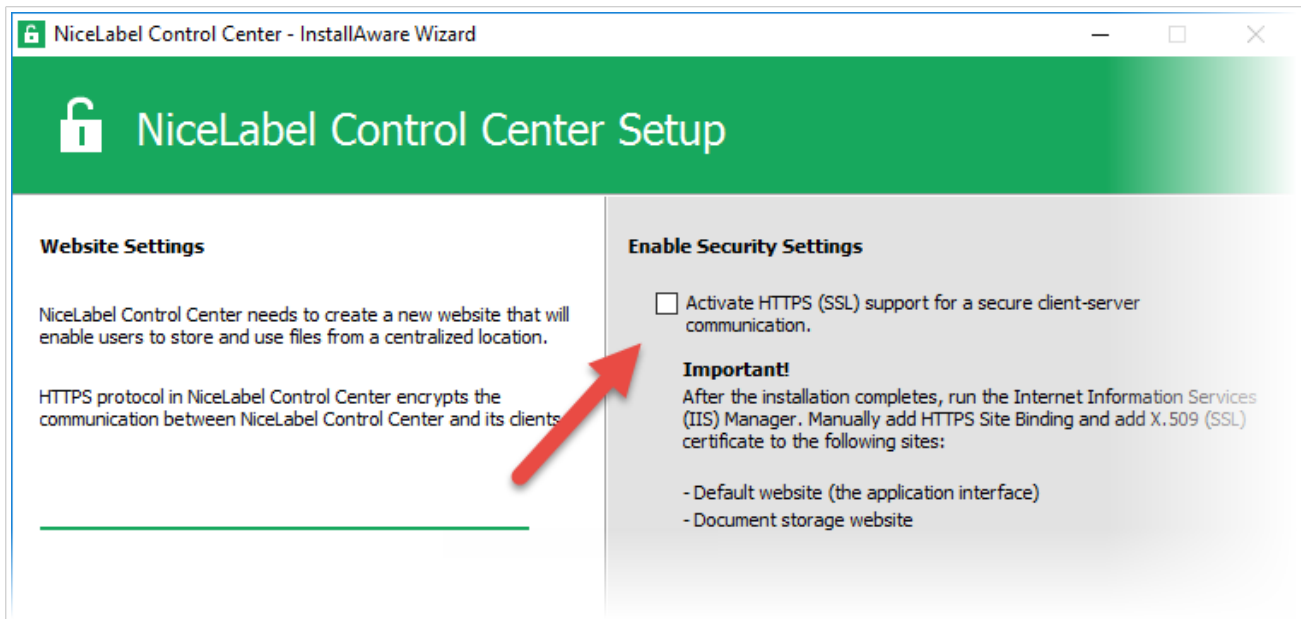 NiceLabel Control Center - InstallAware Wizard
NiceLabel Control Center Setup
Website Settings
NiceLabel Control Center needs to create a new website that will
enable users to store and use files from a centralized location.
HTTPS protocol in NiceLabel Control Center encrypts the
communication between NiceLabel Control Center and its clients
Enable Security Settings
Activate HTTPS (SSL) support for a secure client-server
communication.
Important!
After the installation completes, run the Internet Information Services
(IIS) Manager. Manually add HTTPS Site Binding and add X.509 (SSL)
certificate to the following sites:
- Default website (the application interface)
- Document storage website